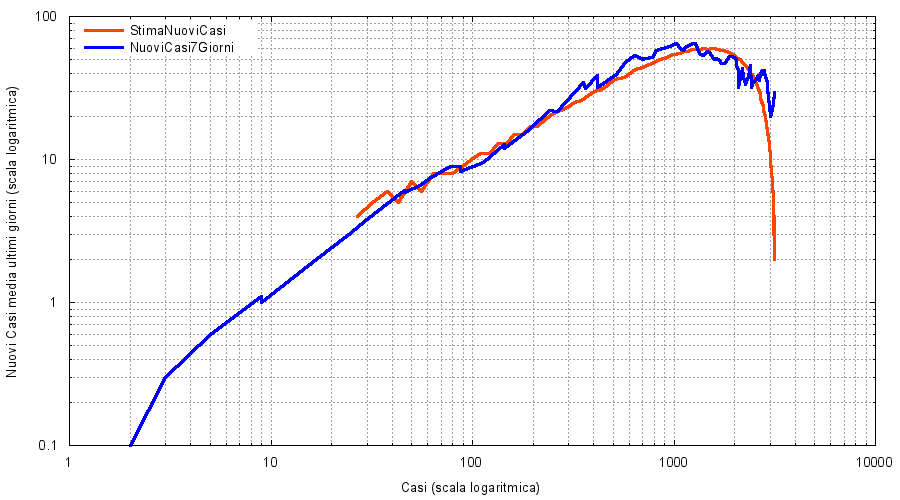 StimaNuoviCasi
NuoviCasi7Giorni
100
10
1
0.1
1
10
100
1000
10000
Nuovi Casi media ultimi giorni (scala logaritmica)
Casi (scala logaritmica)